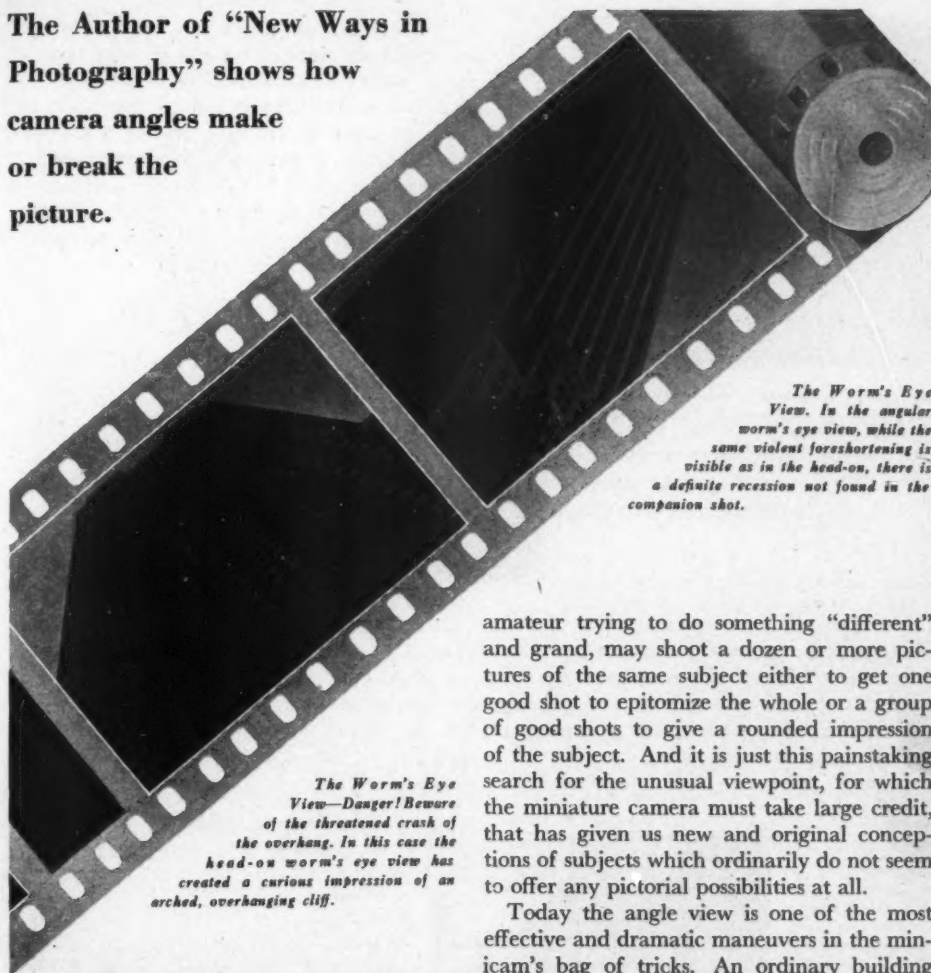 The Author of “New Ways in
Photography” shows how
camera angles make
or break the
picture.
The Worm's Eye
View. In the angular
worm's eye view, while the
same violent foreshortening is
visible as in the head-on, there is
a definite recession not found in the
companion shot.
The Worm's Eye
View—Danger! Beware
of the threatened crash of
the overhang. In this case the
head-on worm's eye view has
created a curious impression of an
arched, overhanging cliff.
amateur trying to do something “different”
and grand, may shoot a dozen or more pic-
tures of the same subject either to get one
good shot to epitomize the whole or a group
of good shots to give a rounded impression
of the subject. And it is just this painstaking
search for the unusual viewpoint, for which
the miniature camera must take large credit,
that has given us new and original concep-
tions of subjects which ordinarily do not seem
to offer any pictorial possibilities at all.
Today the angle view is one of the most
effective and dramatic maneuvers in the min-
icam's bag of tricks. An ordinary building